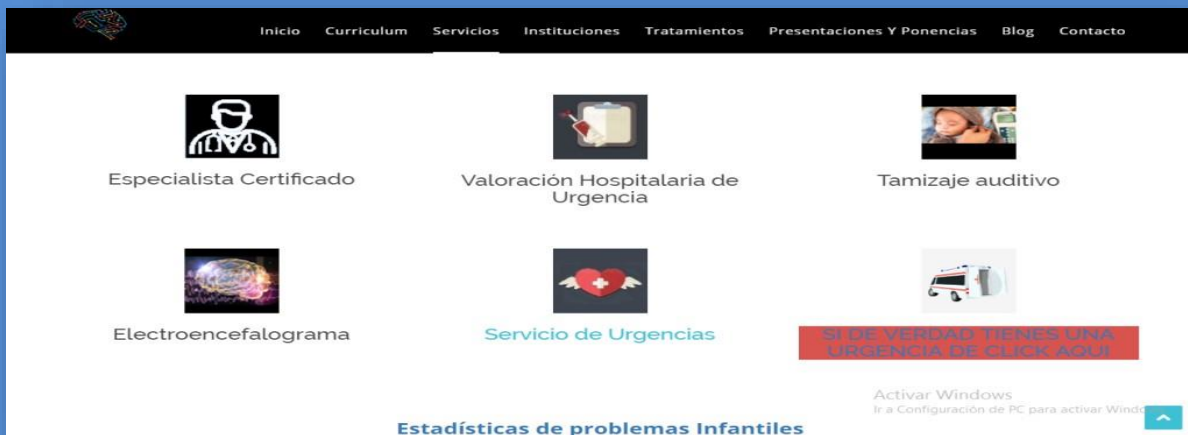 Inicio Curriculum Servicios Instituciones Tratamientos Presentaciones Y Ponencias Blog Contacto
Especialista Certificado
Valoración Hospitalaria de
Urgencia
Tamizaje auditivo
Electroencefalograma
Servicio de Urgencias
SI DE VERDAD TIENES UNA
URGENCIA DE CLICK AQUI
Activar Windows
Ir a Configuración de PC para activar
Estadísticas de problemas Infantiles